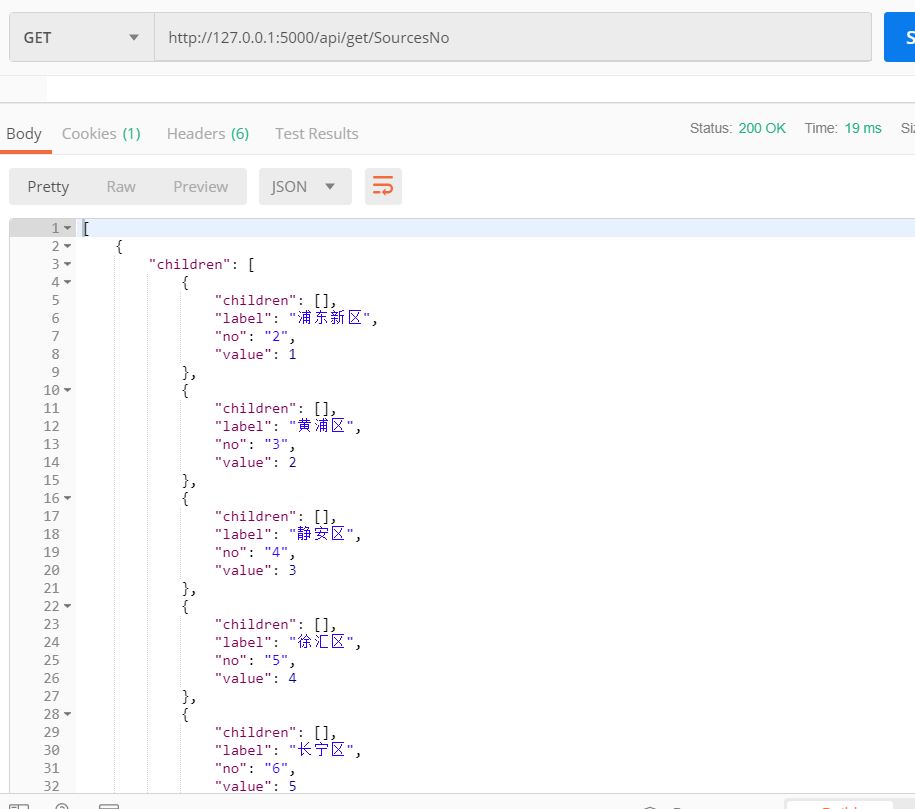 GET http://127.0.0.1:5000/api/get/SourcesNo
Body Cookies (1) Headers (6) Test Results Status: 200 OK Time: 19 ms
Pretty Raw Preview JSON
1 [
2 {
3 "children": [
4 {
5 "children": [],
6 "label": "浦东新区",
7 "no": "2",
8 "value": 1
9 },
10 {
11 "children": [],
12 "label": "黄浦区",
13 "no": "3",
14 "value": 2
15 },
16 {
17 "children": [],
18 "label": "静安区",
19 "no": "4",
20 "value": 3
21 },
22 {
23 "children": [],
24 "label": "徐汇区",
25 "no": "5",
26 "value": 4
27 },
28 {
29 "children": [],
30 "label": "长宁区",
31 "no": "6",
32 "value": 5